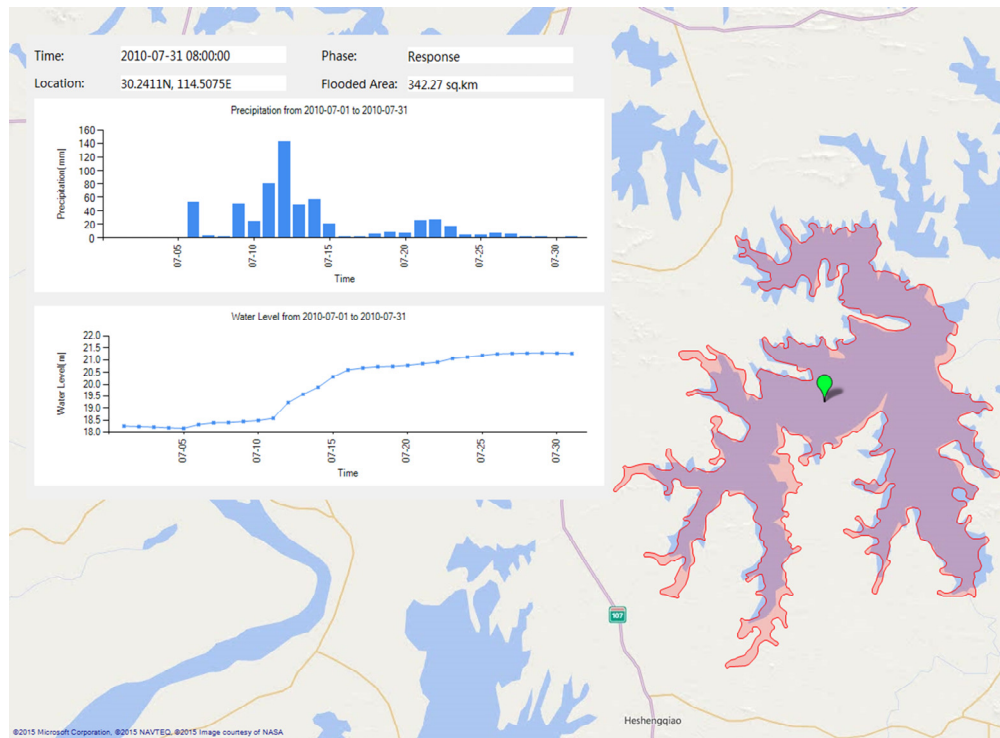 Time: 2010-07-31 08:00:00 Phase: Response
Location: 30.2411N, 114.5075E Flooded Area: 342.27 sq.km
Precipitation from 2010-07-01 to 2010-07-31
Precipitation[mm]
160
140
120
100
80
60
40
20
0
07-05 07-10 07-15 07-20 07-25 07-30
Time
Water Level from 2010-07-01 to 2010-07-31
Water Level[m]
22.0
21.5
21.0
20.5
20.0
19.5
19.0
18.5
18.0
07-05 07-10 07-15 07-20 07-25 07-30
Time
107
Heshengqiao
©2015 Microsoft Corporation, ©2015 NAVTEQ, ©2015 Image courtesy of NASA